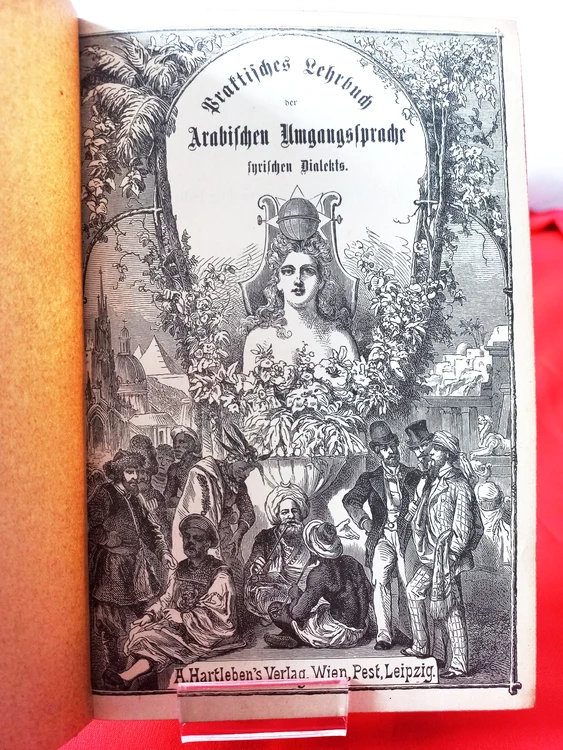 Praktiſches Lehrbuch
der
Arabiſchen Umgangsſprache
ſyriſchen Dialekts.
A. Hartleben's Verlag. Wien, Pest, Leipzig.